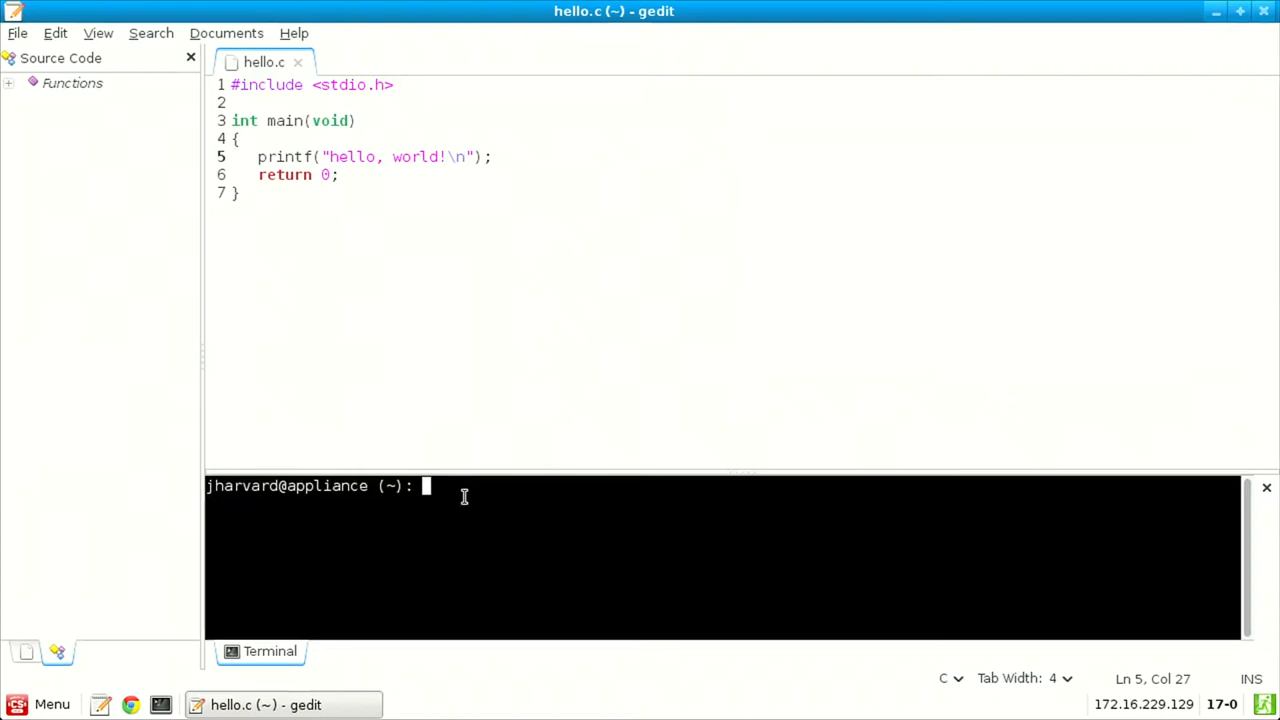 hello.c (~) - gedit
File Edit View Search Documents Help
Source Code
hello.c
Functions
1 #include <stdio.h>
2
3 int main(void)
4 {
5    printf("hello, world!\n");
6    return 0;
7 }
jharvard@appliance (~):
Terminal
C Tab Width: 4 Ln 5, Col 27 INS
CS Menu hello.c (~) - gedit 172.16.229.129 17-0